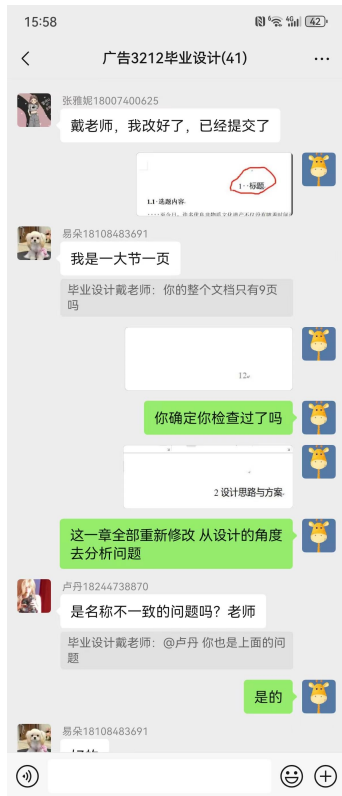 15:58
4G
42
广告3212毕业设计(41)
张雅妮18007400625
戴老师，我改好了，已经提交了
1··标题
1.1·选题内容
易朵18108483691
我是一大节一页
毕业设计戴老师：你的整个文档只有9页
吗
12
你确定你检查过了吗
2 设计思路与方案
这一章全部重新修改 从设计的角度
去分析问题
卢丹18244738870
是名称不一致的问题吗？老师
毕业设计戴老师：@卢丹 你也是上面的问
题
是的
易朵18108483691